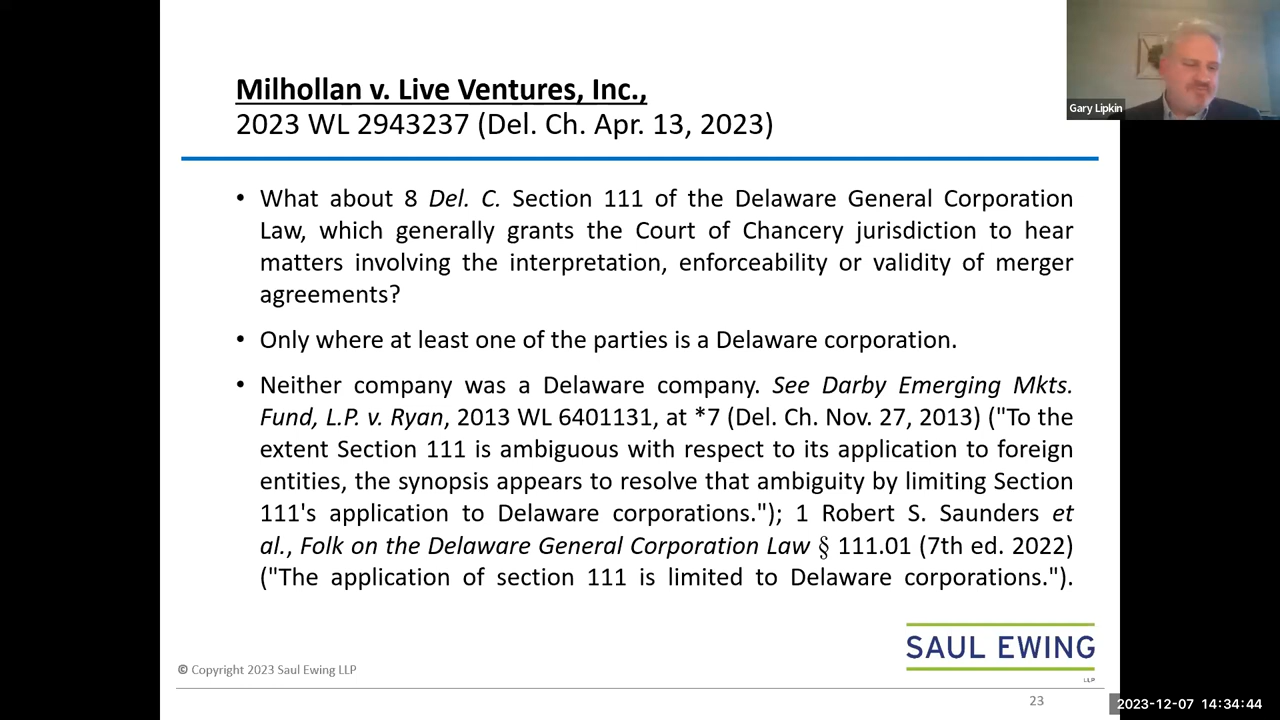 Milhollan v. Live Ventures, Inc.,
2023 WL 2943237 (Del. Ch. Apr. 13, 2023)
Gary Lipkin
• What about 8 Del. C. Section 111 of the Delaware General Corporation
Law, which generally grants the Court of Chancery jurisdiction to hear
matters involving the interpretation, enforceability or validity of merger
agreements?
• Only where at least one of the parties is a Delaware corporation.
• Neither company was a Delaware company. See Darby Emerging Mkts.
Fund, L.P. v. Ryan, 2013 WL 6401131, at *7 (Del. Ch. Nov. 27, 2013) ("To the
extent Section 111 is ambiguous with respect to its application to foreign
entities, the synopsis appears to resolve that ambiguity by limiting Section
111's application to Delaware corporations."); 1 Robert S. Saunders et
al., Folk on the Delaware General Corporation Law § 111.01 (7th ed. 2022)
("The application of section 111 is limited to Delaware corporations.").
SAUL EWING
LLP
© Copyright 2023 Saul Ewing LLP
23
2023-12-07 14:34:44